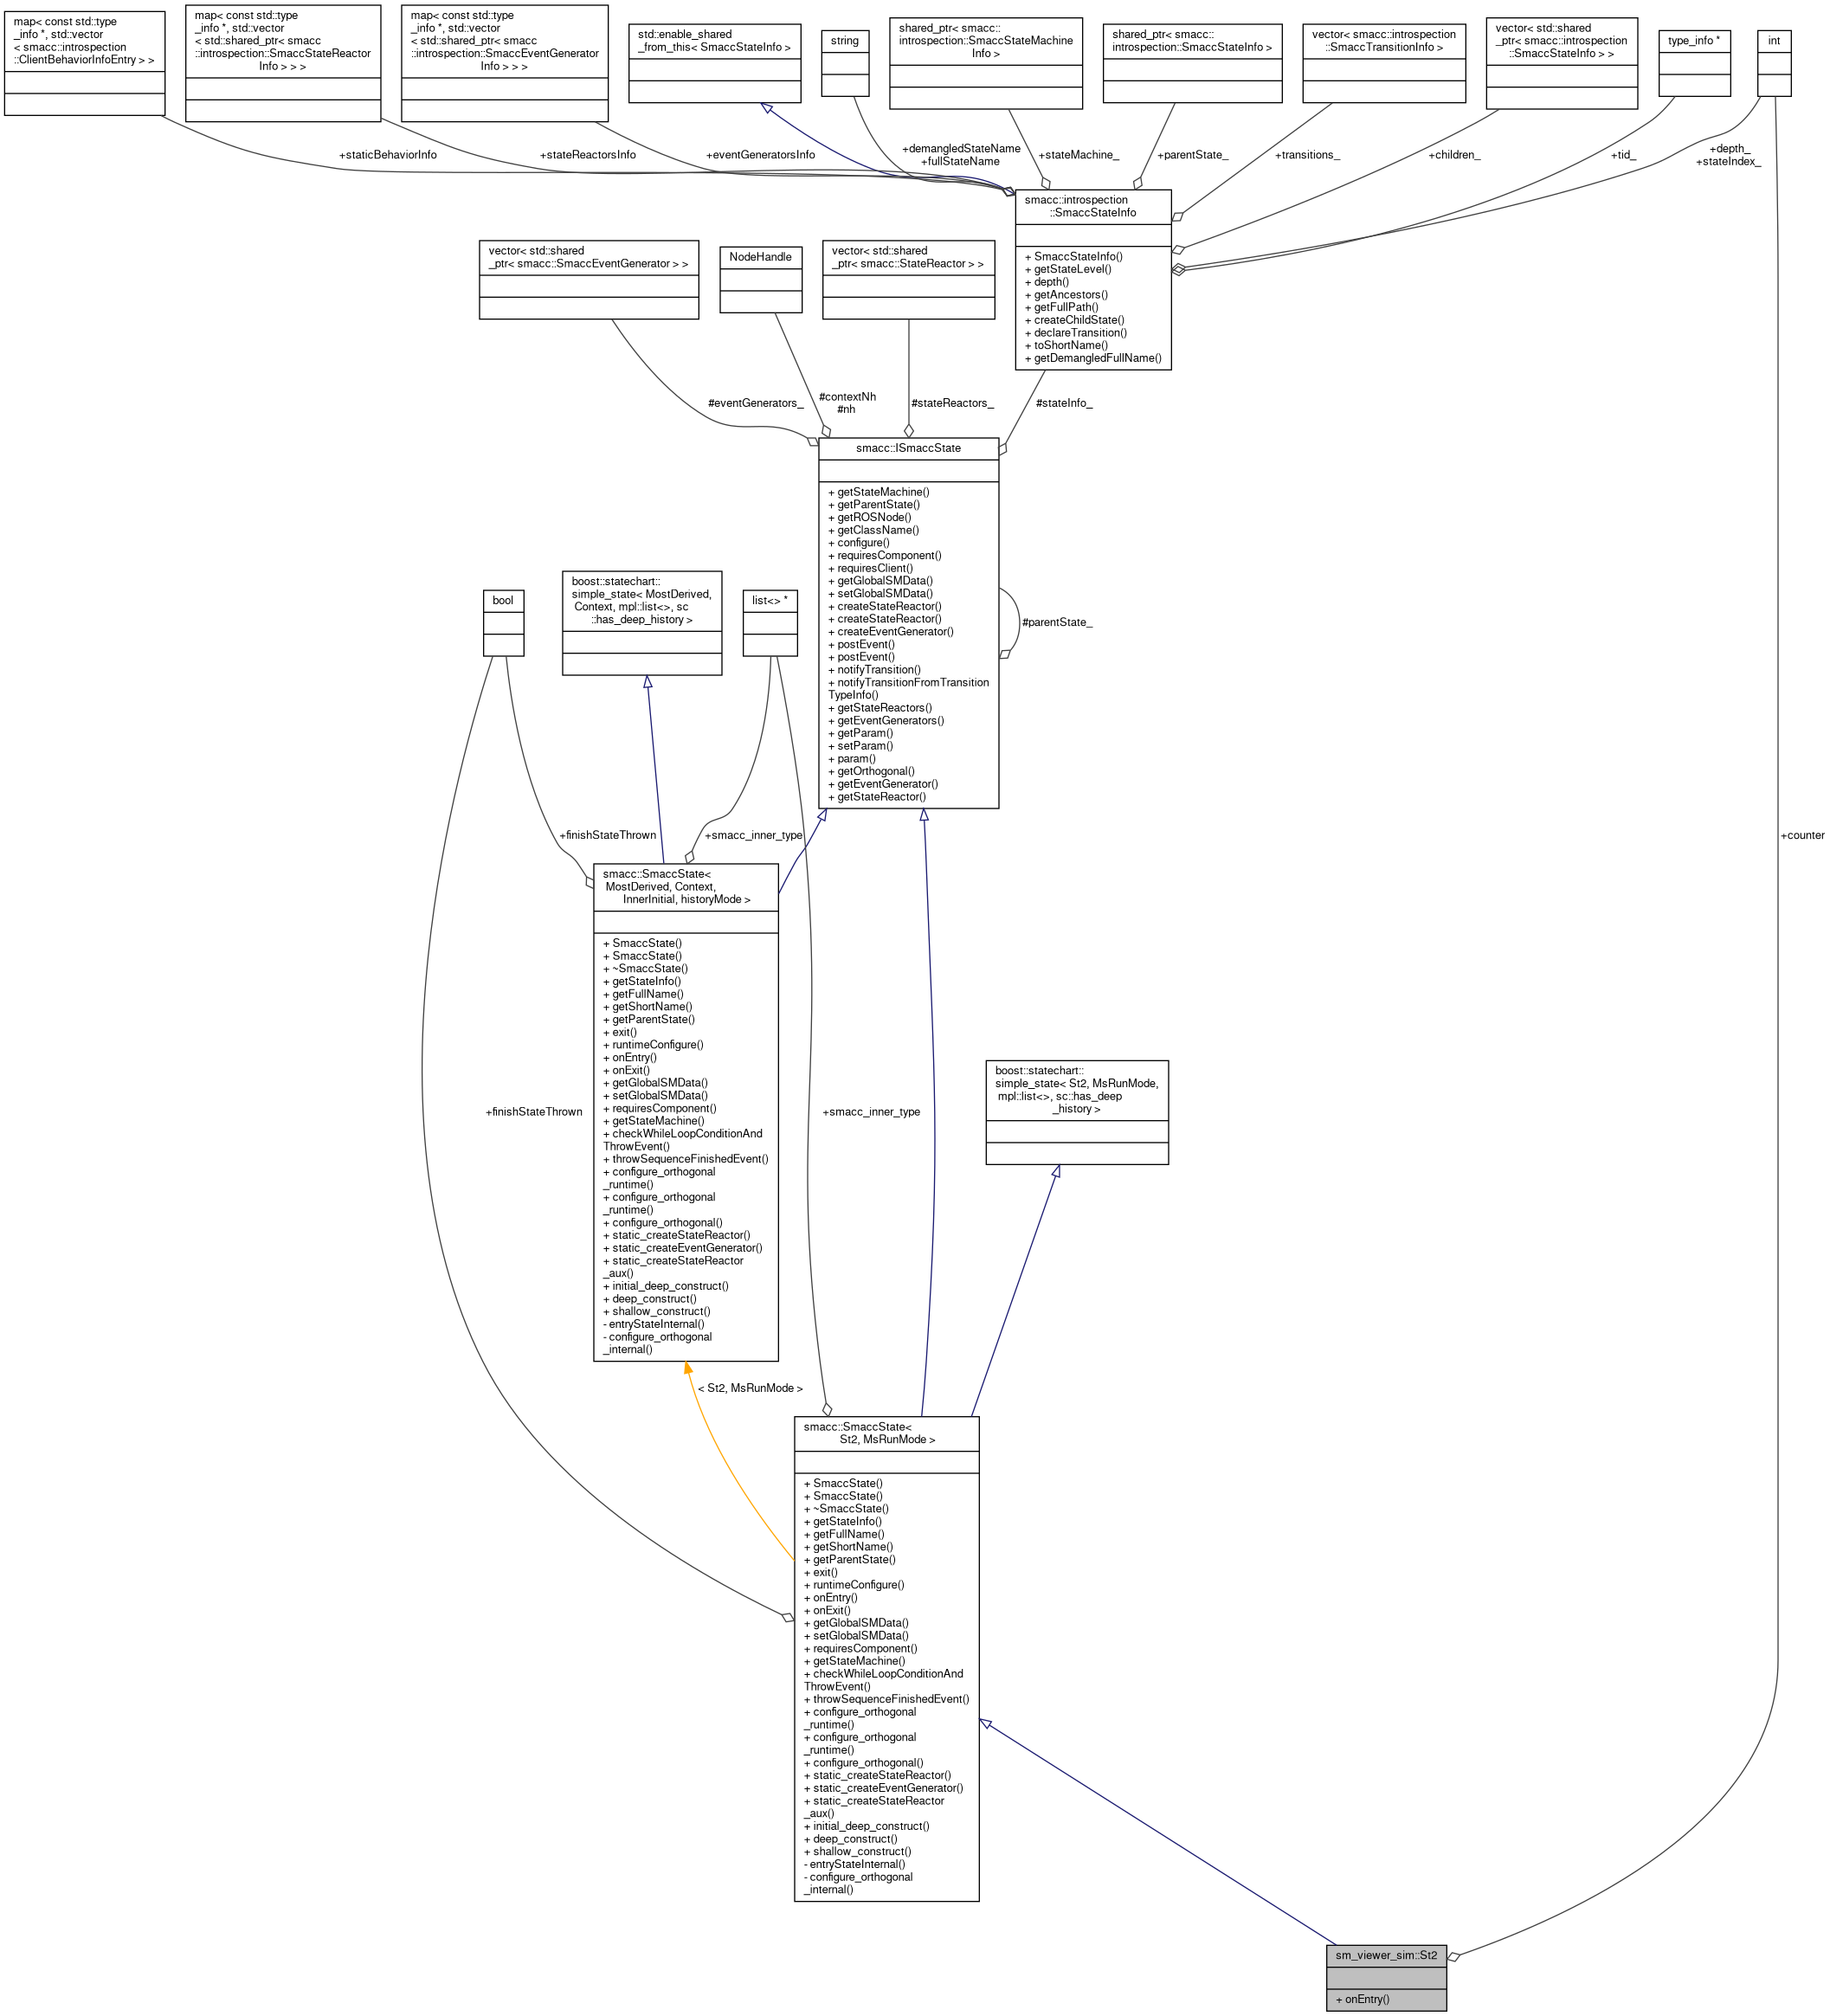 map< const std::type
_info *, std::vector
< smacc::introspection
::ClientBehaviorInfoEntry > >
map< const std::type
_info *, std::vector
< std::shared_ptr< smacc
::introspection::SmaccStateReactor
Info > > >
map< const std::type
_info *, std::vector
< std::shared_ptr< smacc
::introspection::SmaccEventGenerator
Info > > >
std::enable_shared
_from_this< SmaccStateInfo >
string
shared_ptr< smacc::
introspection::SmaccStateMachine
Info >
shared_ptr< smacc::
introspection::SmaccStateInfo >
vector< smacc::introspection
::SmaccTransitionInfo >
vector< std::shared
_ptr< smacc::introspection
::SmaccStateInfo > >
type_info *
int
+staticBehaviorInfo
+stateReactorsInfo
+eventGeneratorsInfo
+demangledStateName
+fullStateName
+stateMachine_
+parentState_
+transitions_
+children_
+tid_
+depth_
+stateIndex_
smacc::introspection
::SmaccStateInfo
+ SmaccStateInfo()
+ getStateLevel()
+ depth()
+ getAncestors()
+ getFullPath()
+ createChildState()
+ declareTransition()
+ toShortName()
+ getDemangledFullName()
vector< std::shared
_ptr< smacc::SmaccEventGenerator > >
NodeHandle
vector< std::shared
_ptr< smacc::StateReactor > >
#eventGenerators_
#contextNh
#nh
#stateReactors_
#stateInfo_
smacc::ISmaccState
+ getStateMachine()
+ getParentState()
+ getROSNode()
+ getClassName()
+ configure()
+ requiresComponent()
+ requiresClient()
+ getGlobalSMData()
+ setGlobalSMData()
+ createStateReactor()
+ createStateReactor()
+ createEventGenerator()
+ postEvent()
+ postEvent()
+ notifyTransition()
+ notifyTransitionFromTransition
TypeInfo()
+ getStateReactors()
+ getEventGenerators()
+ getParam()
+ setParam()
+ param()
+ getOrthogonal()
+ getEventGenerator()
+ getStateReactor()
#parentState_
bool
boost::statechart::
simple_state< MostDerived,
Context, mpl::list<>, sc
::has_deep_history >
list<> *
+finishStateThrown
+smacc_inner_type
+counter
smacc::SmaccState<
MostDerived, Context,
InnerInitial, historyMode >
+ SmaccState()
+ SmaccState()
+ ~SmaccState()
+ getStateInfo()
+ getFullName()
+ getShortName()
+ getParentState()
+ exit()
+ runtimeConfigure()
+ onEntry()
+ onExit()
+ getGlobalSMData()
+ setGlobalSMData()
+ requiresComponent()
+ getStateMachine()
+ checkWhileLoopConditionAnd
ThrowEvent()
+ throwSequenceFinishedEvent()
+ configure_orthogonal
_runtime()
+ configure_orthogonal
_runtime()
+ configure_orthogonal()
+ static_createStateReactor()
+ static_createEventGenerator()
+ static_createStateReactor
_aux()
+ initial_deep_construct()
+ deep_construct()
+ shallow_construct()
- entryStateInternal()
- configure_orthogonal
_internal()
boost::statechart::
simple_state< St2, MsRunMode,
mpl::list<>, sc::has_deep
_history >
+finishStateThrown
+smacc_inner_type
< St2, MsRunMode >
smacc::SmaccState<
St2, MsRunMode >
+ SmaccState()
+ SmaccState()
+ ~SmaccState()
+ getStateInfo()
+ getFullName()
+ getShortName()
+ getParentState()
+ exit()
+ runtimeConfigure()
+ onEntry()
+ onExit()
+ getGlobalSMData()
+ setGlobalSMData()
+ requiresComponent()
+ getStateMachine()
+ checkWhileLoopConditionAnd
ThrowEvent()
+ throwSequenceFinishedEvent()
+ configure_orthogonal
_runtime()
+ configure_orthogonal
_runtime()
+ configure_orthogonal()
+ static_createStateReactor()
+ static_createEventGenerator()
+ static_createStateReactor
_aux()
+ initial_deep_construct()
+ deep_construct()
+ shallow_construct()
- entryStateInternal()
- configure_orthogonal
_internal()
sm_viewer_sim::St2
+ onEntry()